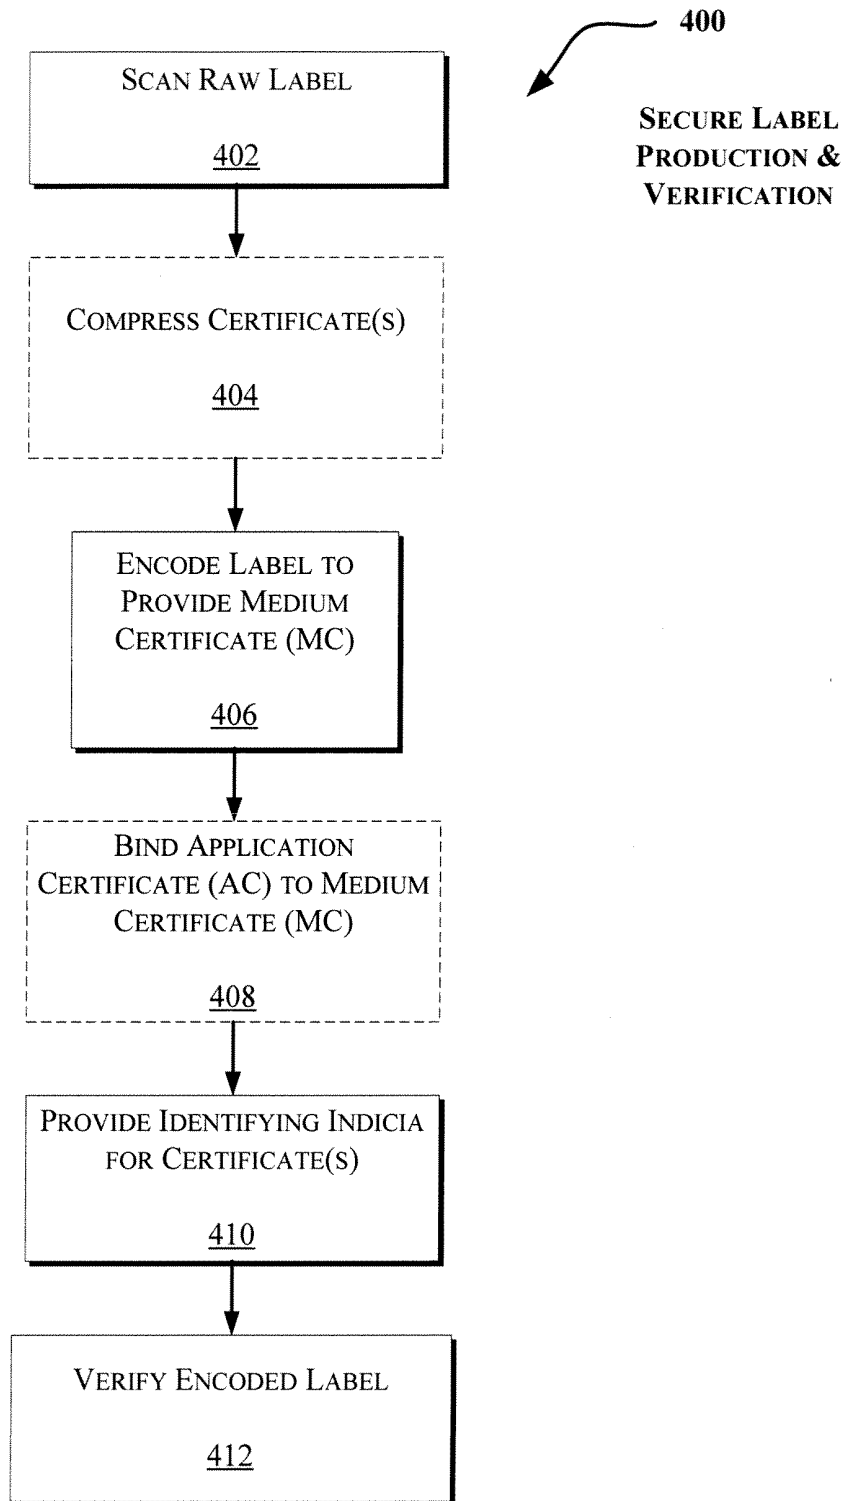 400
SECURE LABEL
PRODUCTION &
VERIFICATION
SCAN RAW LABEL
402
COMPRESS CERTIFICATE(S)
404
ENCODE LABEL TO
PROVIDE MEDIUM
CERTIFICATE (MC)
406
BIND APPLICATION
CERTIFICATE (AC) TO MEDIUM
CERTIFICATE (MC)
408
PROVIDE IDENTIFYING INDICIA
FOR CERTIFICATE(S)
410
VERIFY ENCODED LABEL
412